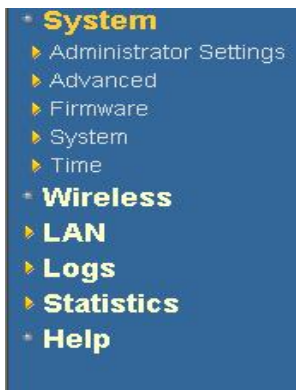 System
Administrator Settings
Advanced
Firmware
System
Time
Wireless
LAN
Logs
Statistics
Help